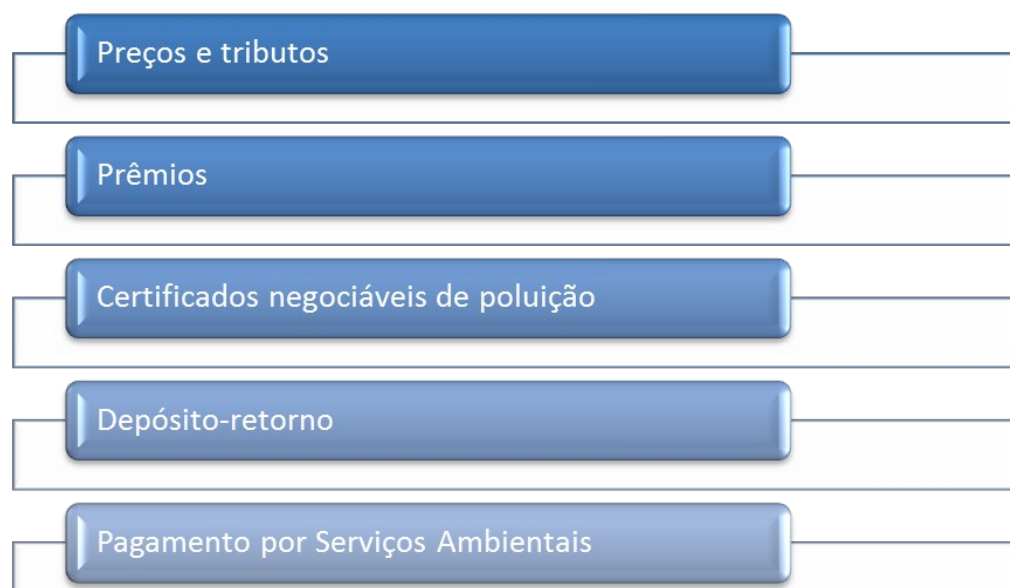 Preços e tributos
Prêmios
Certificados negociáveis de poluição
Depósito-retorno
Pagamento por Serviços Ambientais